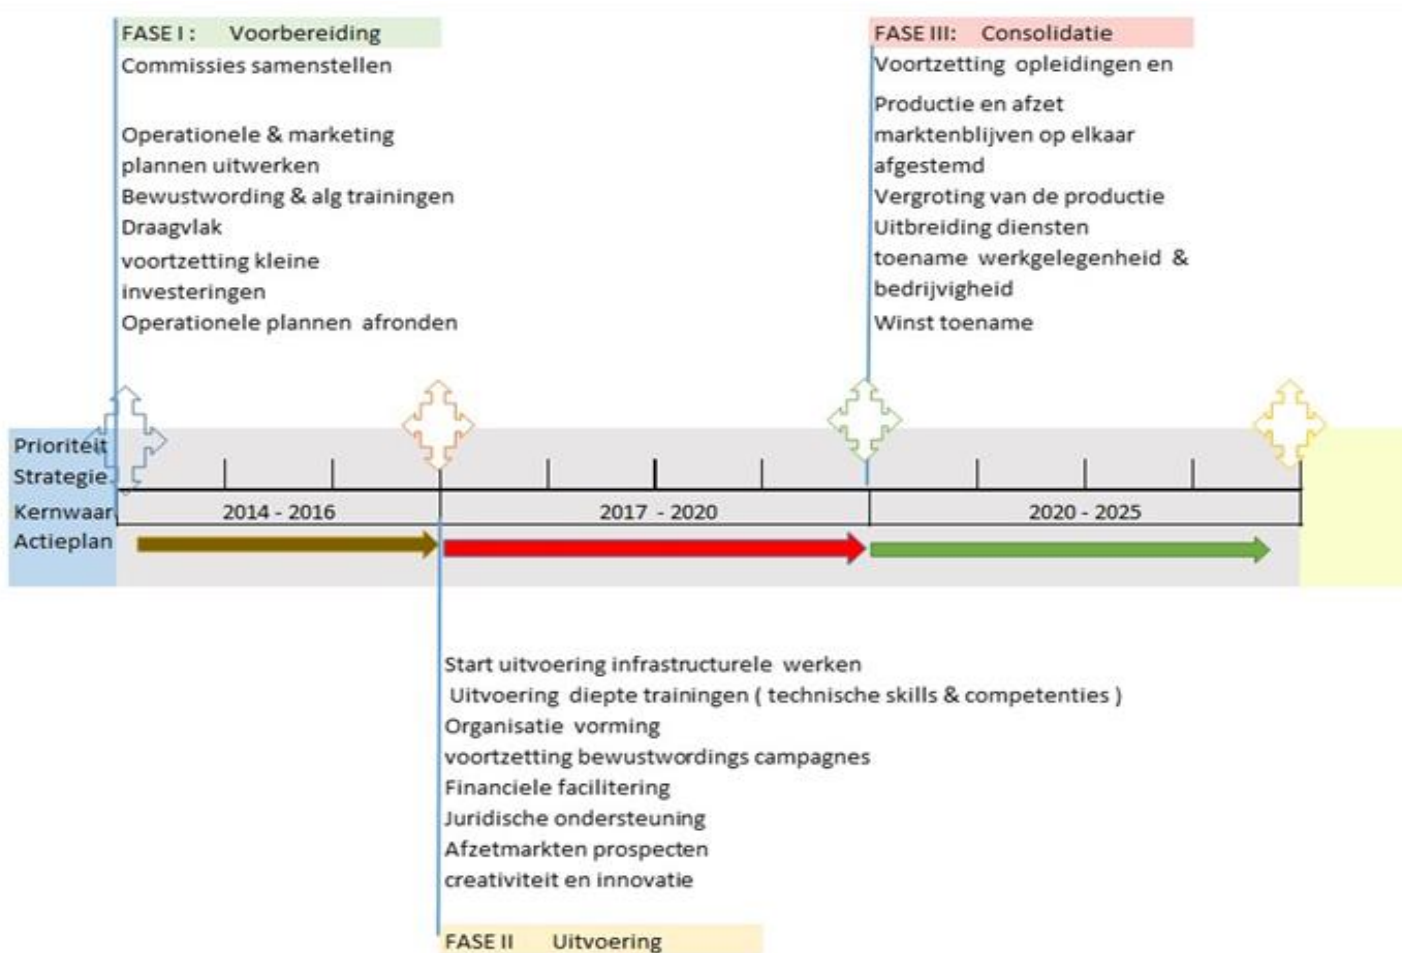 FASE I :    Voorbereiding
Commissies samenstellen
Operationele & marketing
plannen uitwerken
Bewustwording & alg trainingen
Draagvlak
voortzetting kleine
investeringen
Operationele plannen afronden
FASE III:   Consolidatie
Voortzetting opleidingen en
Productie en afzet
marktenblijven op elkaar
afgestemd
Vergroting van de productie
Uitbreiding diensten
toename werkgelegenheid &
bedrijvigheid
Winst toename
Prioriteit
Strategie
Kernwaar
Actieplan
2014 - 2016
2017 - 2020
2020 - 2025
Start uitvoering infrastructurele werken
Uitvoering diepte trainingen ( technische skills & competenties )
Organisatie vorming
voortzetting bewustwordings campagnes
Financiele facilitering
Juridische ondersteuning
Afzetmarkten prospecten
creativiteit en innovatie
FASE II    Uitvoering